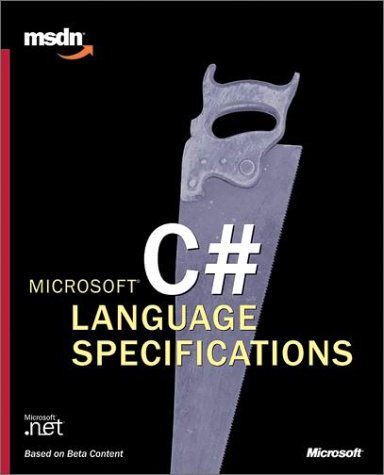 msdn
C#
MICROSOFT®
LANGUAGE
SPECIFICATIONS
Microsoft®
.net
Based on Beta Content
Microsoft®